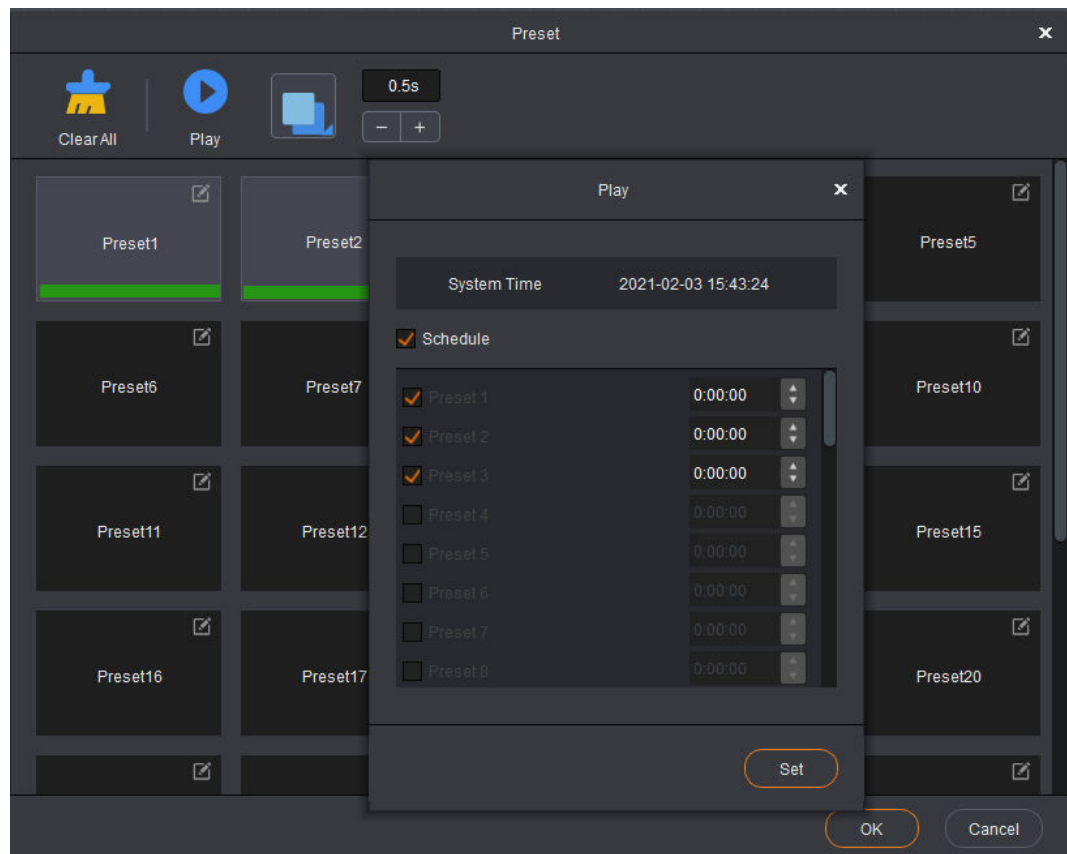 Preset
0.5s
Clear All
Play
Preset1
Preset2
Preset5
Preset6
Preset7
Preset10
Preset11
Preset12
Preset15
Preset16
Preset17
Preset20
Play
System Time 2021-02-03 15:43:24
Schedule
Preset 1 0:00:00
Preset 2 0:00:00
Preset 3 0:00:00
Preset 4 0:00:00
Preset 5 0:00:00
Preset 6 0:00:00
Preset 7 0:00:00
Preset 8 0:00:00
Set
OK Cancel